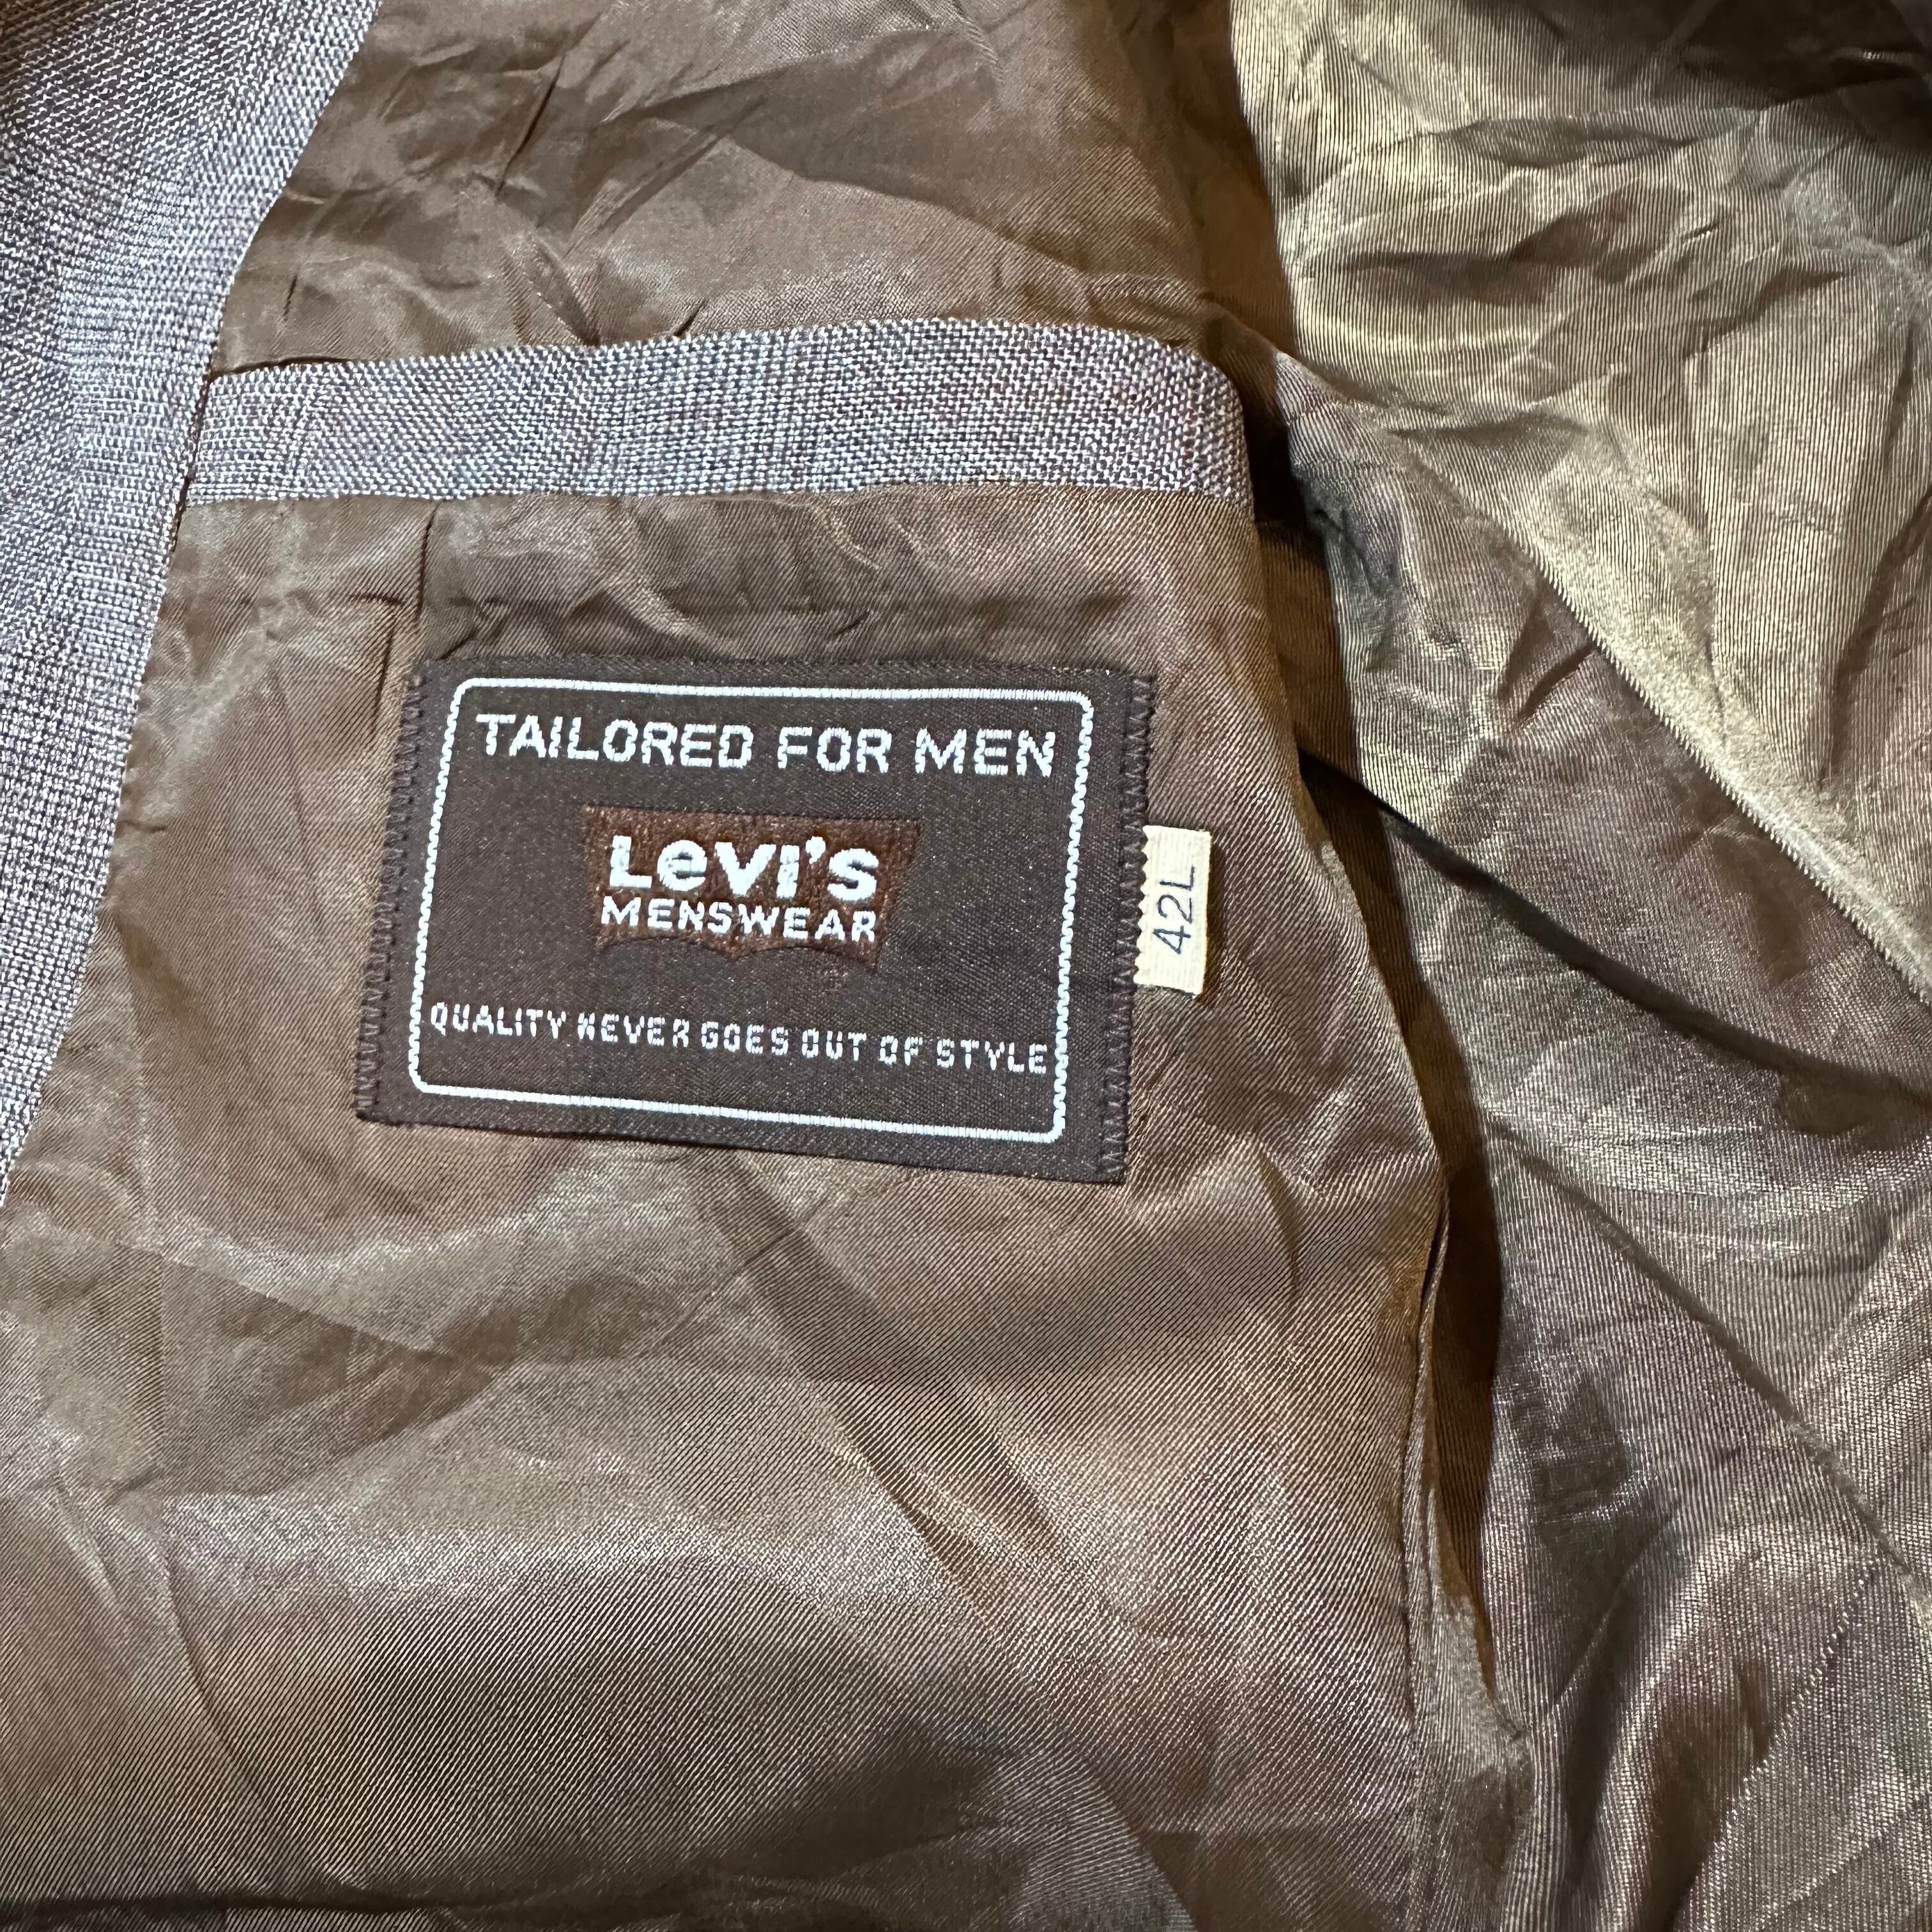 TAILORED FOR MEN
Levi's
MENSWEAR
QUALITY NEVER GOES OUT OF STYLE
42L